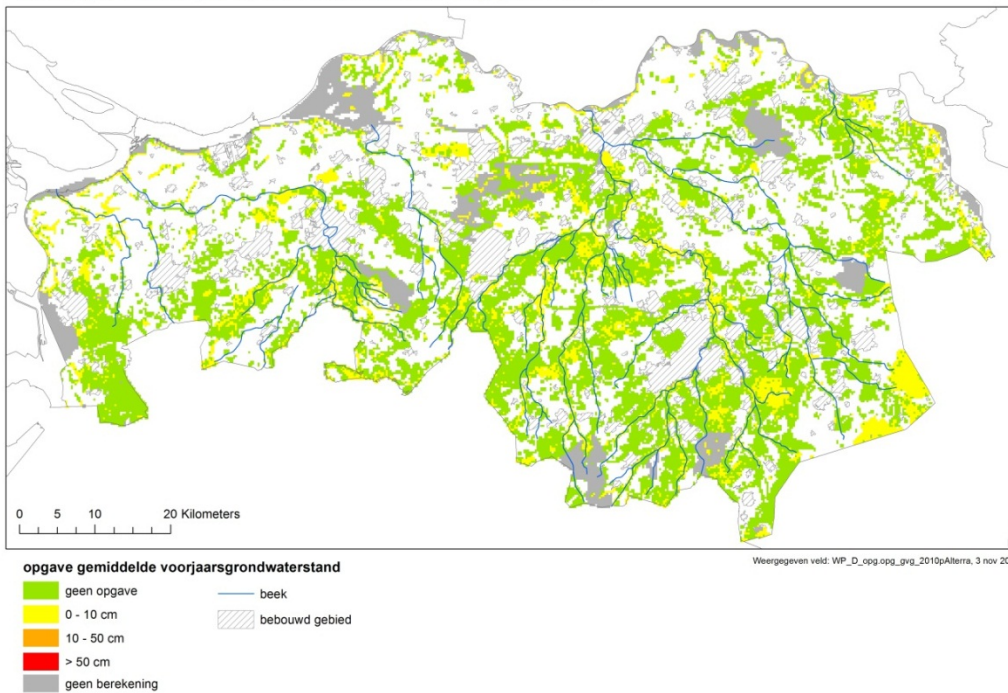 0 5 10 20 Kilometers
Weergegeven veld: WP_D_opg.opg_gvg_2010pAlterra, 3 nov 20
opgave gemiddelde voorjaarsgrondwaterstand
geen opgave
0 - 10 cm
10 - 50 cm
> 50 cm
geen berekening
beek
bebouwd gebied